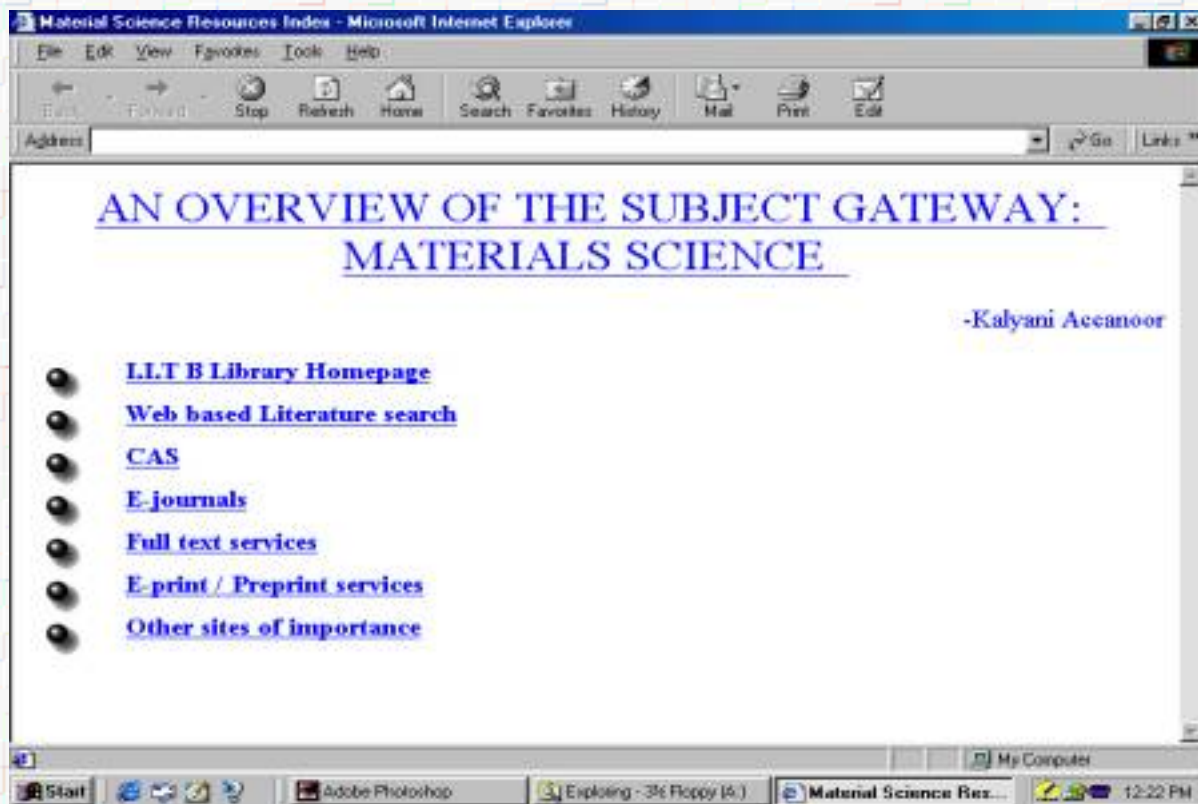 Material Science Resources Index - Microsoft Internet Explorer
File Edit View Favorites Tools Help
Back Forward Stop Refresh Home Search Favorites History Mail Print Edit
Address Go Links »
AN OVERVIEW OF THE SUBJECT GATEWAY:
MATERIALS SCIENCE
-Kalyani Accanoor
I.I.T B Library Homepage
Web based Literature search
CAS
E-journals
Full text services
E-print / Preprint services
Other sites of importance
My Computer
Start Adobe Photoshop Exploring - 3½ Floppy (A:) Material Science Res... 12:22 PM